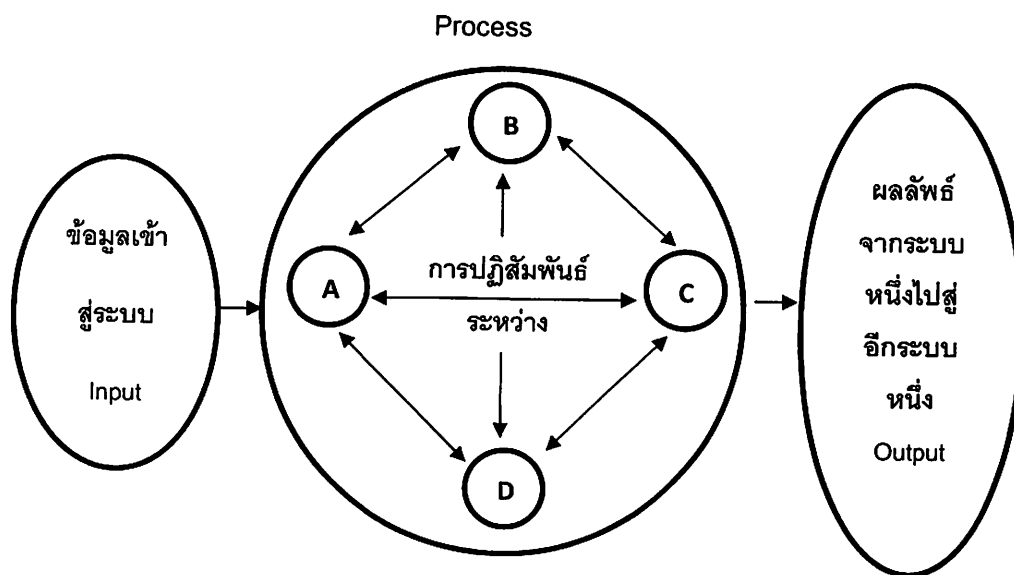 Process
ข้อมูลเข้า
สู่ระบบ
Input
B
A
การปฏิสัมพันธ์
ระหว่าง
C
D
ผลลัพธ์
จากระบบ
หนึ่งไปสู่
อีกระบบ
หนึ่ง
Output